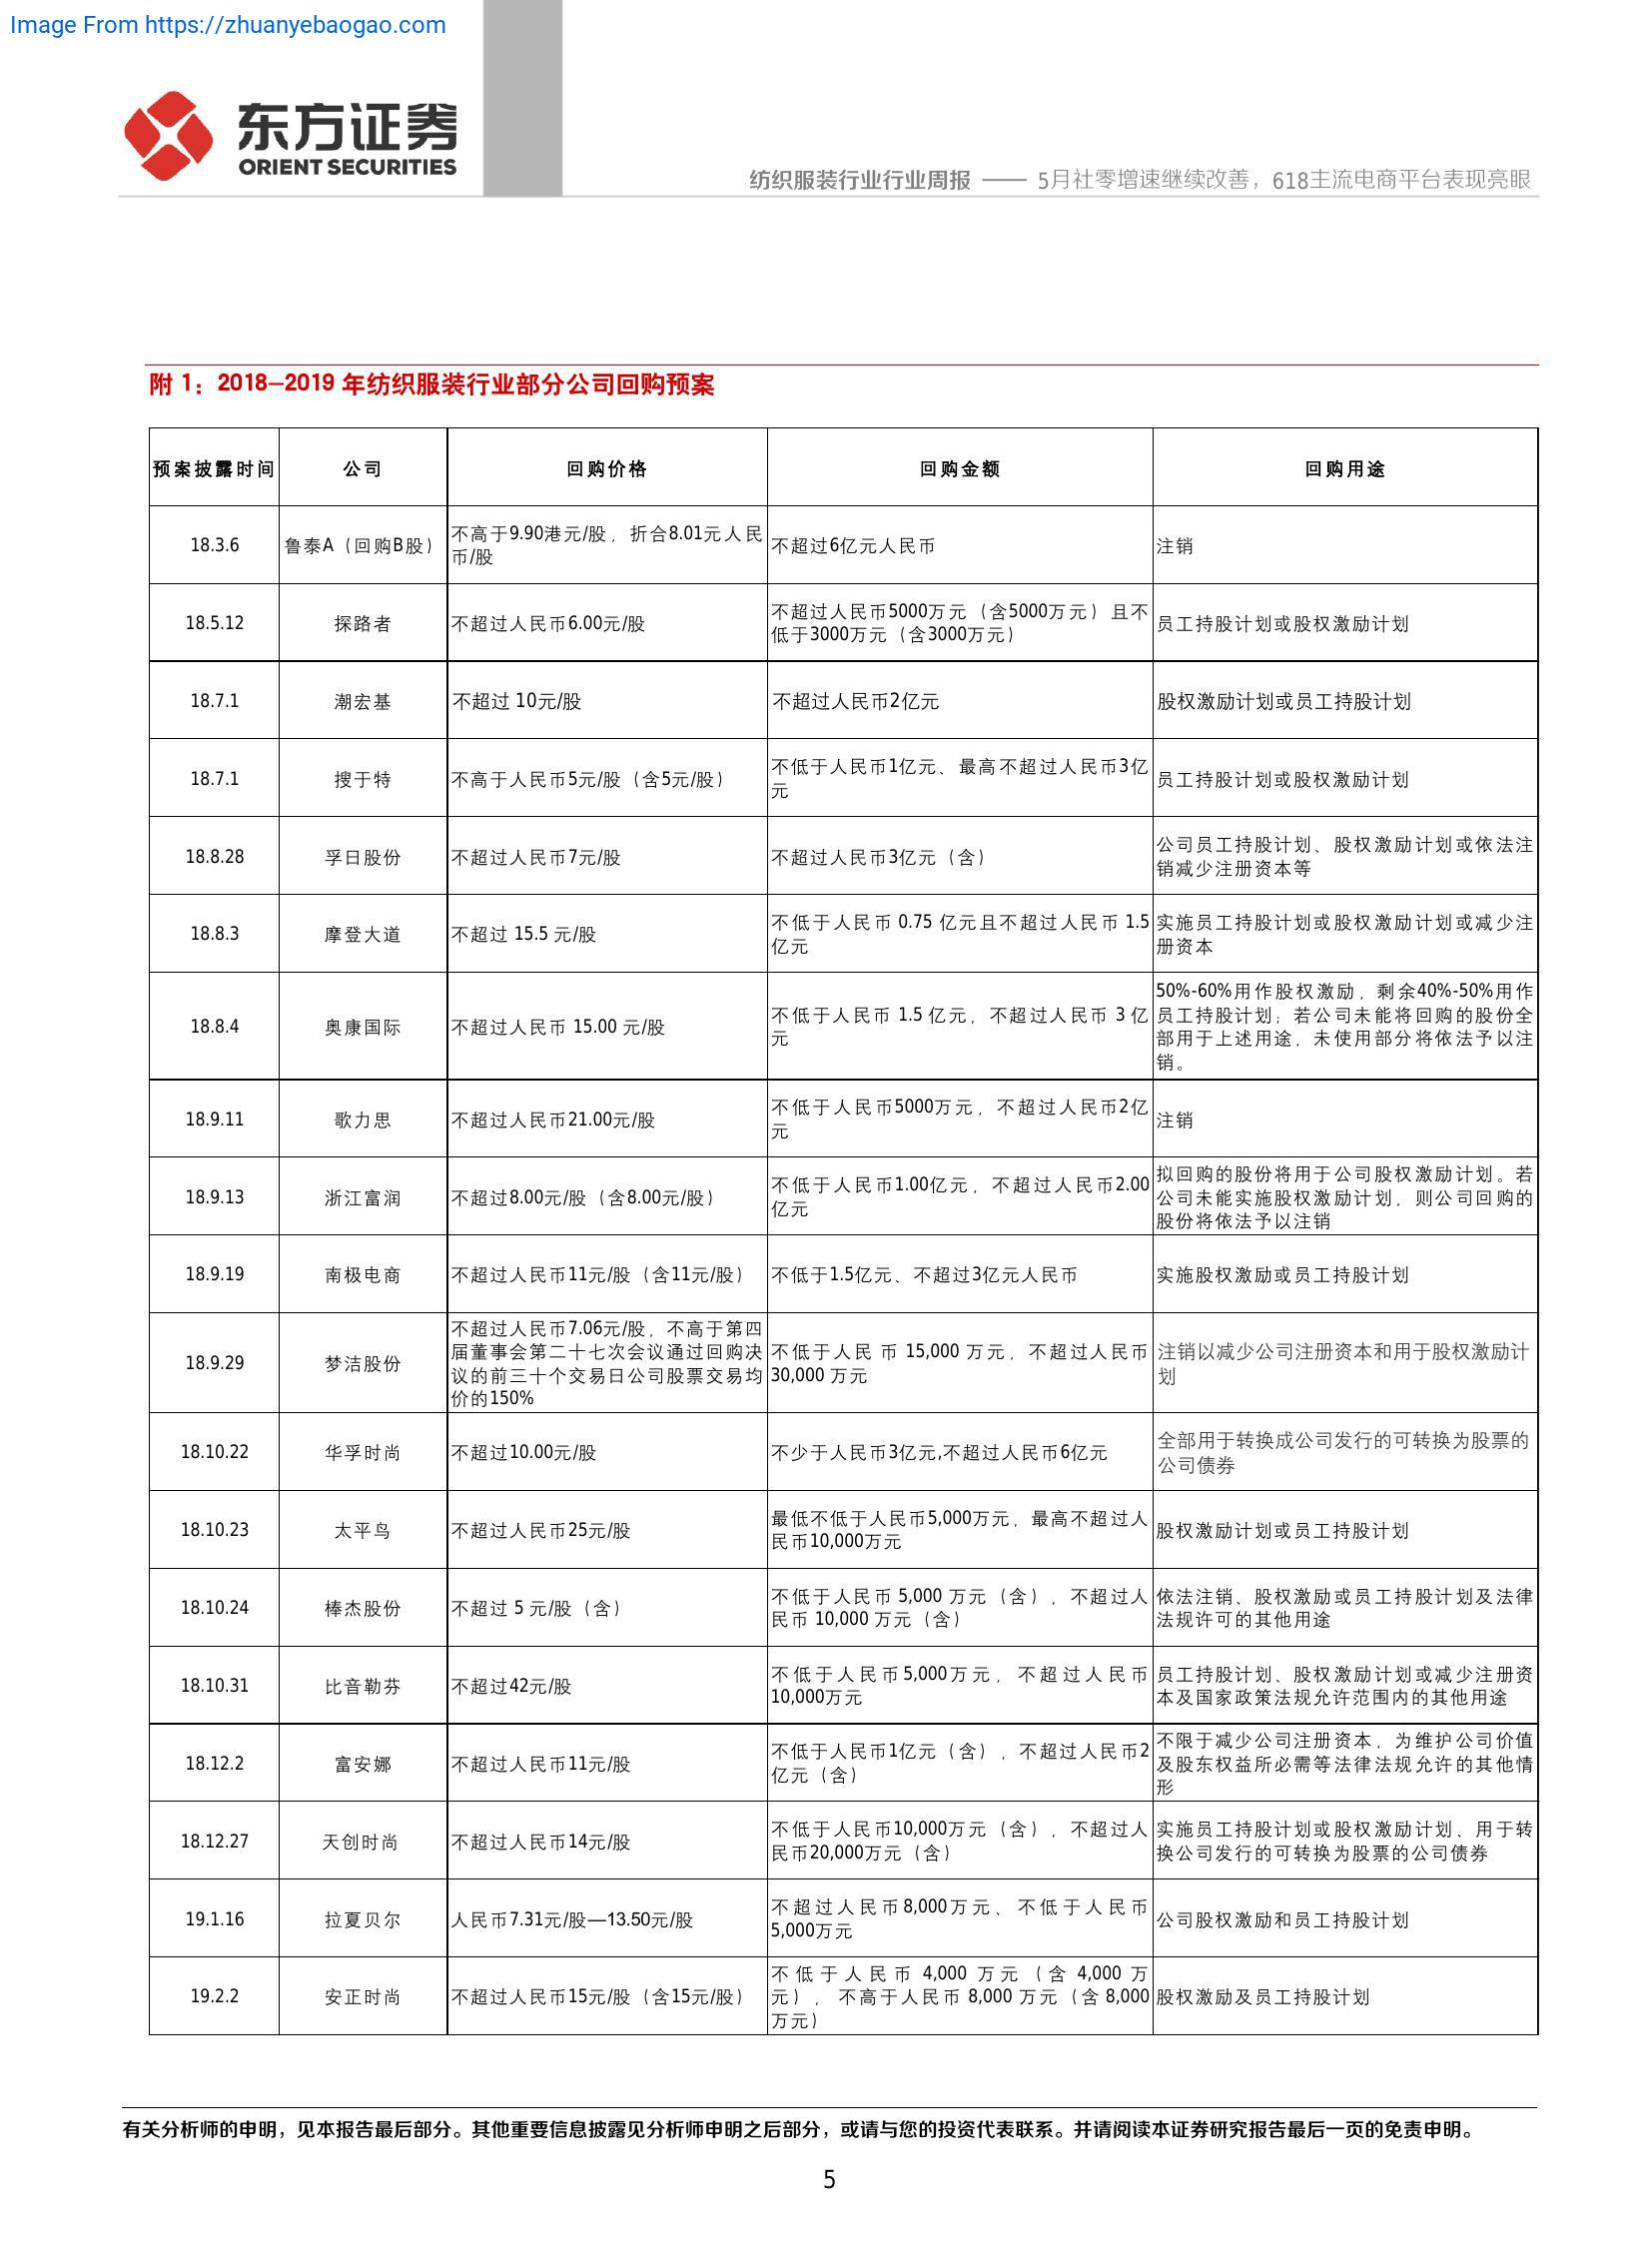 Image From https://zhuanyebaogao.com
东方证券
ORIENT SECURITIES
纺织服装行业行业周报 —— 5月社零增速继续改善，618主流电商平台表现亮眼
附 1：2018-2019 年纺织服装行业部分公司回购预案
预案披露时间 公司 回购价格 回购金额 回购用途
18.3.6 鲁泰A（回购B股） 不高于9.90港元/股，折合8.01元人民
币/股 不超过6亿元人民币 注销
18.5.12 探路者 不超过人民币6.00元/股 不超过人民币5000万元（含5000万元）且不
低于3000万元（含3000万元） 员工持股计划或股权激励计划
18.7.1 潮宏基 不超过 10元/股 不超过人民币2亿元 股权激励计划或员工持股计划
18.7.1 搜于特 不高于人民币5元/股（含5元/股） 不低于人民币1亿元、最高不超过人民币3亿
元 员工持股计划或股权激励计划
18.8.28 孚日股份 不超过人民币7元/股 不超过人民币3亿元（含） 公司员工持股计划、股权激励计划或依法注
销减少注册资本等
18.8.3 摩登大道 不超过 15.5 元/股 不低于人民币 0.75 亿元且不超过人民币 1.5
亿元 实施员工持股计划或股权激励计划或减少注
册资本
18.8.4 奥康国际 不超过人民币 15.00 元/股 不低于人民币 1.5 亿元，不超过人民币 3 亿
元 50%-60%用作股权激励，剩余40%-50%用作
员工持股计划；若公司未能将回购的股份全
部用于上述用途，未使用部分将依法予以注
销。
18.9.11 歌力思 不超过人民币21.00元/股 不低于人民币5000万元，不超过人民币2亿
元 注销
18.9.13 浙江富润 不超过8.00元/股（含8.00元/股） 不低于人民币1.00亿元，不超过人民币2.00
亿元 拟回购的股份将用于公司股权激励计划。若
公司未能实施股权激励计划，则公司回购的
股份将依法予以注销
18.9.19 南极电商 不超过人民币11元/股（含11元/股） 不低于1.5亿元、不超过3亿元人民币 实施股权激励或员工持股计划
18.9.29 梦洁股份 不超过人民币7.06元/股，不高于第四
届董事会第二十七次会议通过回购决
议的前三十个交易日公司股票交易均
价的150% 不低于人民 币 15,000 万元，不超过人民币
30,000 万元 注销以减少公司注册资本和用于股权激励计
划
18.10.22 华孚时尚 不超过10.00元/股 不少于人民币3亿元,不超过人民币6亿元 全部用于转换成公司发行的可转换为股票的
公司债券
18.10.23 太平鸟 不超过人民币25元/股 最低不低于人民币5,000万元，最高不超过人
民币10,000万元 股权激励计划或员工持股计划
18.10.24 棒杰股份 不超过 5 元/股（含） 不低于人民币 5,000 万元（含），不超过人
民币 10,000 万元（含） 依法注销、股权激励或员工持股计划及法律
法规许可的其他用途
18.10.31 比音勒芬 不超过42元/股 不低于人民币5,000万元，不超过人民币
10,000万元 员工持股计划、股权激励计划或减少注册资
本及国家政策法规允许范围内的其他用途
18.12.2 富安娜 不超过人民币11元/股 不低于人民币1亿元（含），不超过人民币2
亿元（含） 不限于减少公司注册资本，为维护公司价值
及股东权益所必需等法律法规允许的其他情
形
18.12.27 天创时尚 不超过人民币14元/股 不低于人民币10,000万元（含），不超过人
民币20,000万元（含） 实施员工持股计划或股权激励计划、用于转
换公司发行的可转换为股票的公司债券
19.1.16 拉夏贝尔 人民币7.31元/股—13.50元/股 不超过人民币8,000万元、不低于人民币
5,000万元 公司股权激励和员工持股计划
19.2.2 安正时尚 不超过人民币15元/股（含15元/股） 不低于人民币 4,000 万元（含 4,000 万
元），不高于人民币 8,000 万元（含 8,000
万元） 股权激励及员工持股计划
有关分析师的申明，见本报告最后部分。其他重要信息披露见分析师申明之后部分，或请与您的投资代表联系。并请阅读本证券研究报告最后一页的免责申明。
5